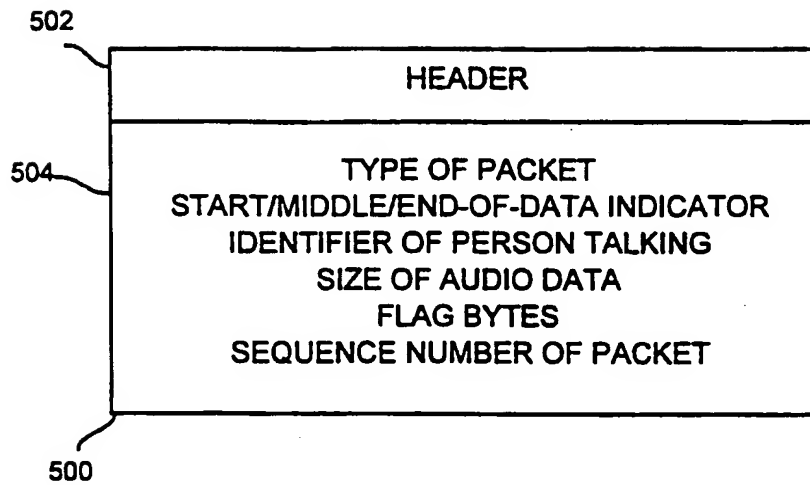 502
HEADER
504
TYPE OF PACKET
START/MIDDLE/END-OF-DATA INDICATOR
IDENTIFIER OF PERSON TALKING
SIZE OF AUDIO DATA
FLAG BYTES
SEQUENCE NUMBER OF PACKET
500